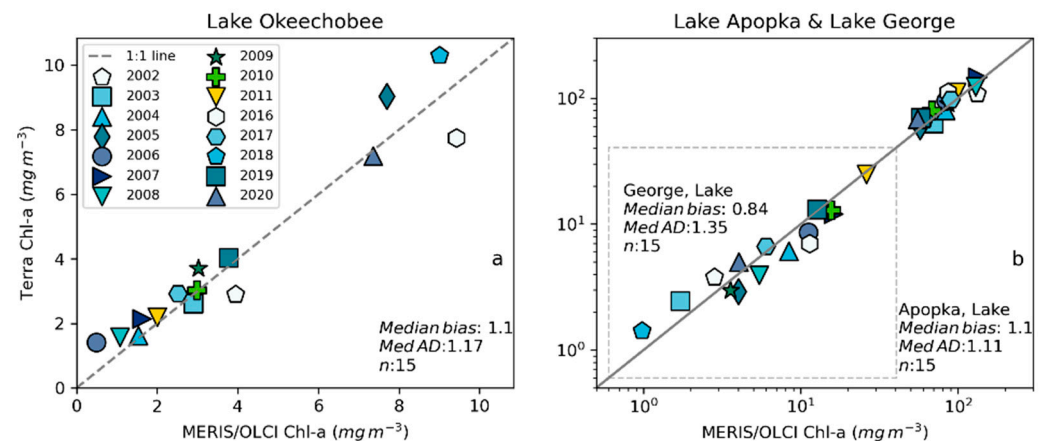 Lake Okeechobee
Lake Apopka & Lake George
10
8
6
4
2
0
Terra Chl-a (mg m⁻³)
1:1 line
2002
2003
2004
2005
2006
2007
2008
2009
2010
2011
2016
2017
2018
2019
2020
a
Median bias: 1.1
Med AD:1.17
n:15
0
2
4
6
8
10
MERIS/OLCI Chl-a (mg m⁻³)
10²
10¹
10⁰
George, Lake
Median bias: 0.84
Med AD:1.35
n:15
b
Apopka, Lake
Median bias: 1.1
Med AD:1.11
n:15
10⁰
10¹
10²
MERIS/OLCI Chl-a (mg m⁻³)